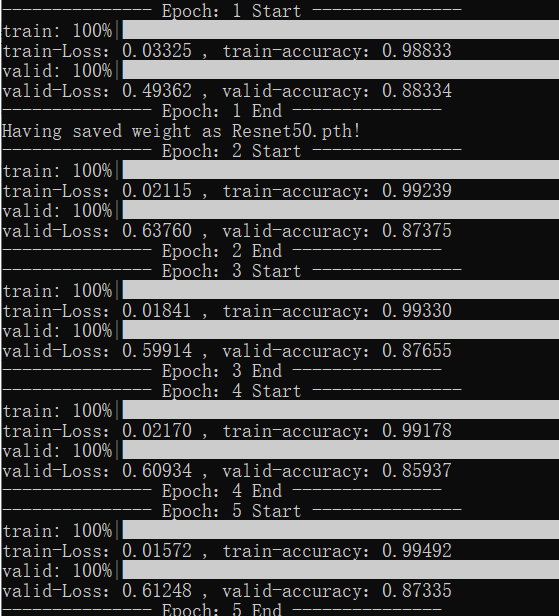 --------------- Epoch: 1 Start ---------------
train: 100%|
train-Loss: 0.03325 , train-accuracy: 0.98833
valid: 100%|
valid-Loss: 0.49362 , valid-accuracy: 0.88334
--------------- Epoch: 1 End ---------------
Having saved weight as Resnet50.pth!
--------------- Epoch: 2 Start ---------------
train: 100%|
train-Loss: 0.02115 , train-accuracy: 0.99239
valid: 100%|
valid-Loss: 0.63760 , valid-accuracy: 0.87375
--------------- Epoch: 2 End ---------------
--------------- Epoch: 3 Start ---------------
train: 100%|
train-Loss: 0.01841 , train-accuracy: 0.99330
valid: 100%|
valid-Loss: 0.59914 , valid-accuracy: 0.87655
--------------- Epoch: 3 End ---------------
--------------- Epoch: 4 Start ---------------
train: 100%|
train-Loss: 0.02170 , train-accuracy: 0.99178
valid: 100%|
valid-Loss: 0.60934 , valid-accuracy: 0.85937
--------------- Epoch: 4 End ---------------
--------------- Epoch: 5 Start ---------------
train: 100%|
train-Loss: 0.01572 , train-accuracy: 0.99492
valid: 100%|
valid-Loss: 0.61248 , valid-accuracy: 0.87335
--------------- Epoch: 5 End ---------------